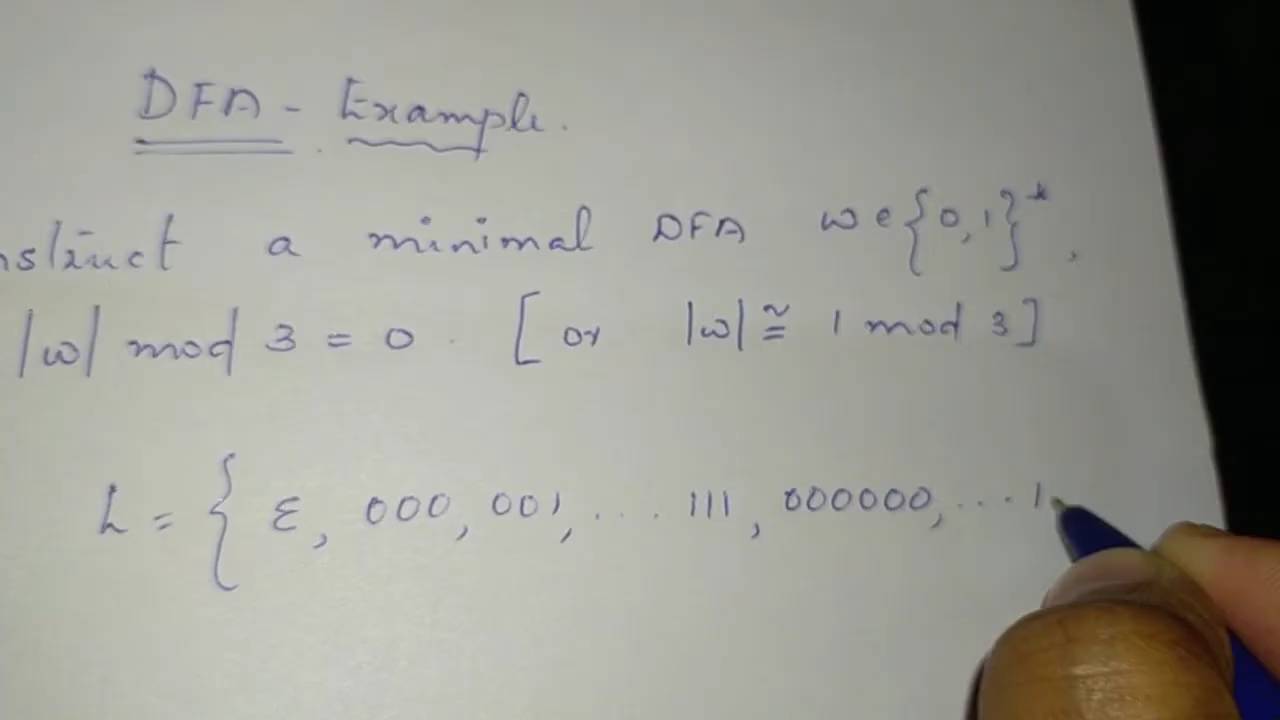 DFA - Example.
nstruct a minimal DFA w ∈ {0,1}*,
|w| mod 3 = 0. [or |w| ≅ 1 mod 3]
L = { ε, 000, 001, ... 111, 000000, ... 1